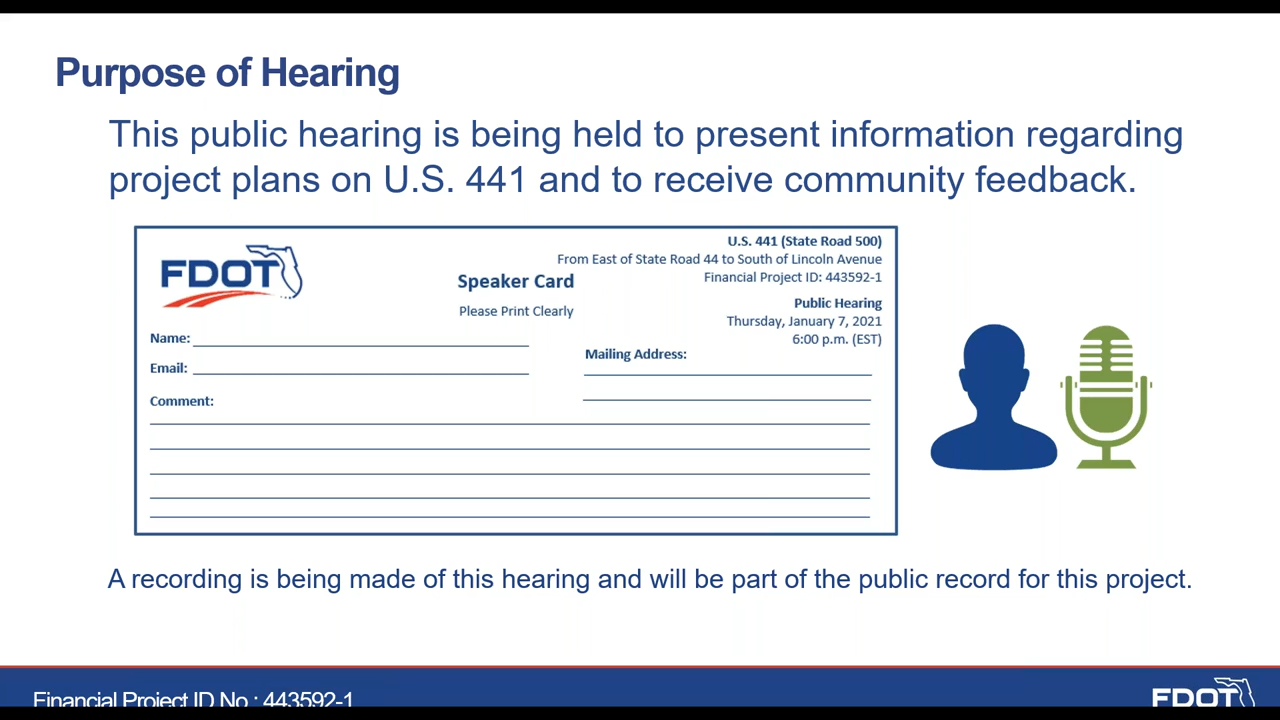 Purpose of Hearing
This public hearing is being held to present information regarding
project plans on U.S. 441 and to receive community feedback.
FDOT
U.S. 441 (State Road 500)
From East of State Road 44 to South of Lincoln Avenue
Financial Project ID: 443592-1
Speaker Card
Please Print Clearly
Public Hearing
Thursday, January 7, 2021
6:00 p.m. (EST)
Name:
Email:
Mailing Address:
Comment:
A recording is being made of this hearing and will be part of the public record for this project.
Financial Project ID No.: 443592-1
FDOT